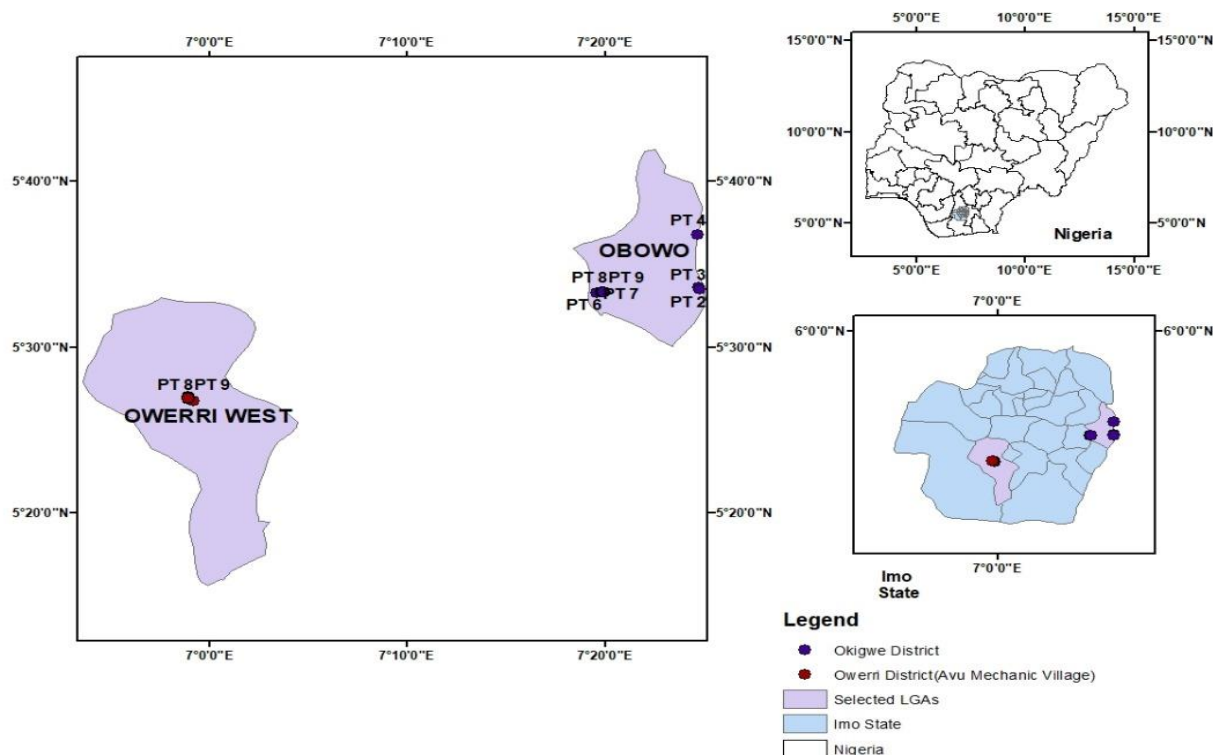 7°0'0"E 7°10'0"E 7°20'0"E
5°40'0"N 5°40'0"N
5°30'0"N 5°30'0"N
5°20'0"N 5°20'0"N
PT 4
OBOWO
PT 8 PT 9 PT 3
PT 7
PT 6 PT 2
PT 8 PT 9
OWERRI WEST
7°0'0"E 7°10'0"E 7°20'0"E
5°0'0"E 10°0'0"E 15°0'0"E
15°0'0"N 15°0'0"N
10°0'0"N 10°0'0"N
5°0'0"N 5°0'0"N
Nigeria
5°0'0"E 10°0'0"E 15°0'0"E
7°0'0"E
6°0'0"N 6°0'0"N
7°0'0"E
Imo
State
Legend
Okigwe District
Owerri District(Avu Mechanic Village)
Selected LGAs
Imo State
Nigeria